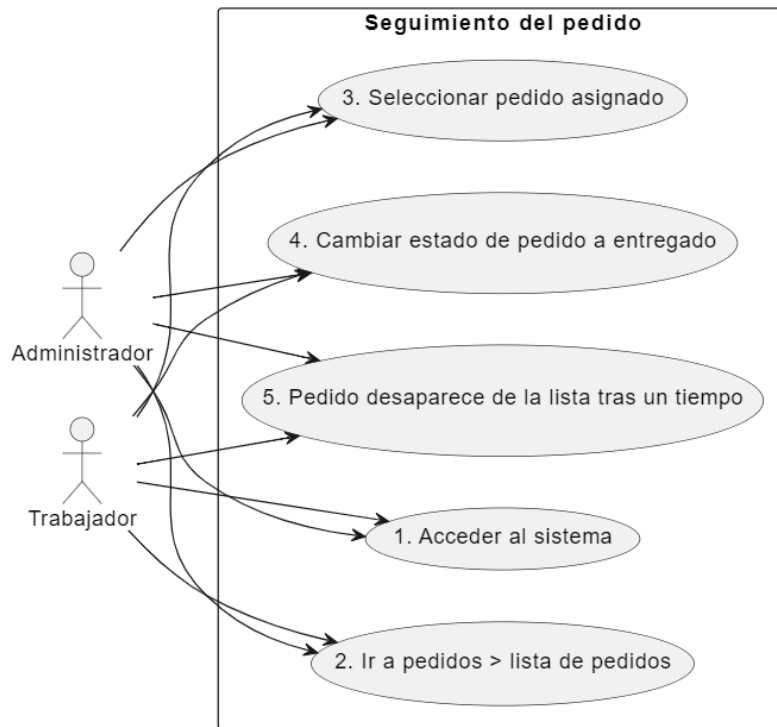 Seguimiento del pedido
3. Seleccionar pedido asignado
4. Cambiar estado de pedido a entregado
Administrador
5. Pedido desaparece de la lista tras un tiempo
Trabajador
1. Acceder al sistema
2. Ir a pedidos > lista de pedidos